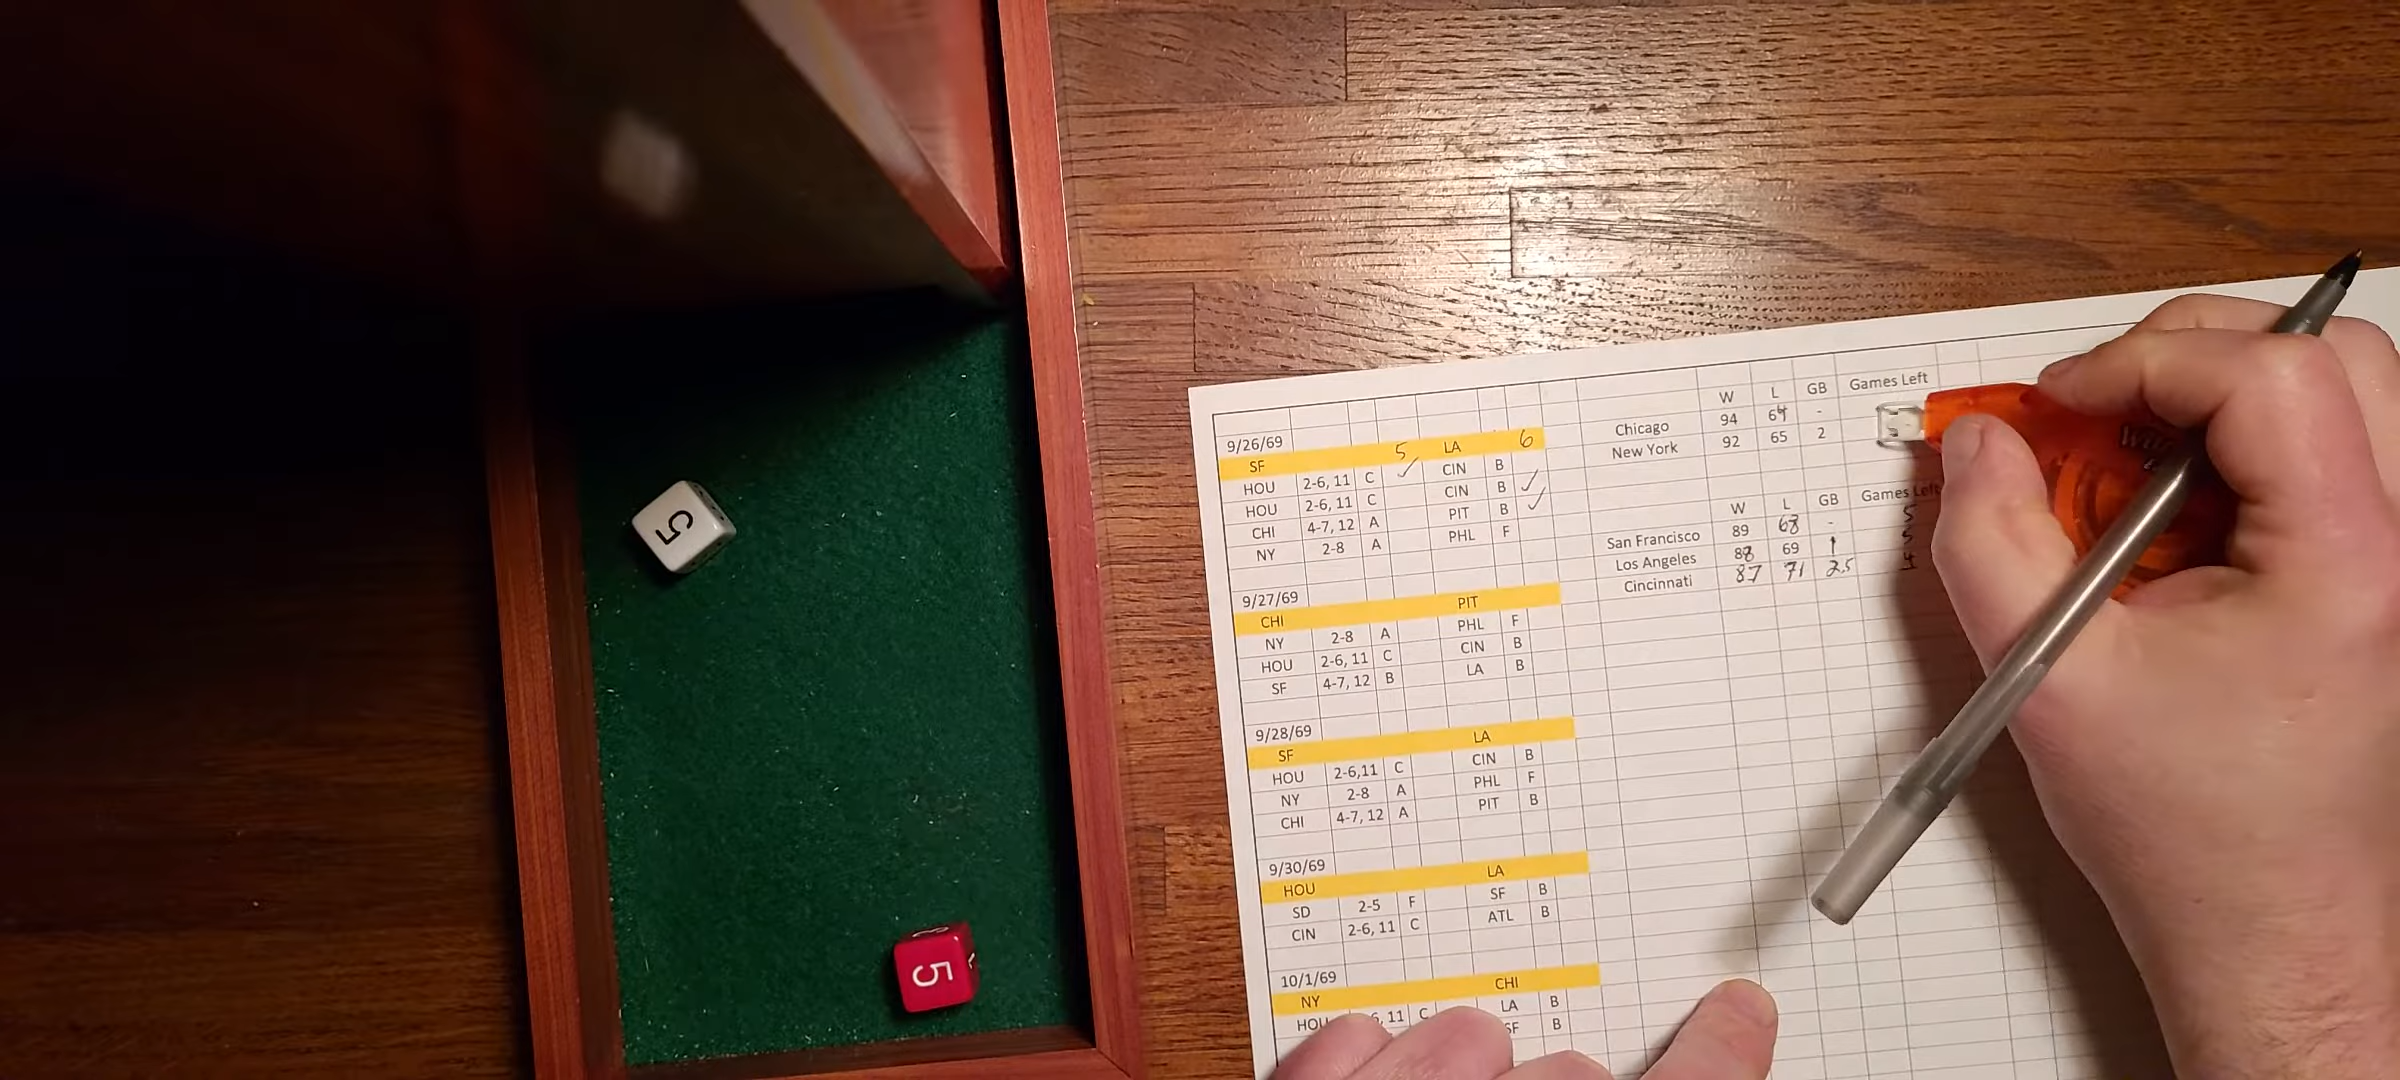 9/26/69
SF 5 LA 6
HOU 2-6, 11 C ✓ CIN B
HOU 2-6, 11 C CIN B ✓
CHI 4-7, 12 A PIT B ✓
NY 2-8 A PHL F
9/27/69
CHI PIT
NY 2-8 A PHL F
HOU 2-6, 11 C CIN B
SF 4-7, 12 B LA B
9/28/69
SF LA
HOU 2-6,11 C CIN B
NY 2-8 A PHL F
CHI 4-7, 12 A PIT B
9/30/69
HOU LA
SD 2-5 F SF B
CIN 2-6, 11 C ATL B
10/1/69
NY CHI
HOU 11 C LA B
SF B
W L GB Games Left
Chicago 94 64 -
New York 92 65 2
W L GB Games Left
San Francisco 89 68 - 5
Los Angeles 88 69 1 5
Cincinnati 87 71 2.5 4
5
5